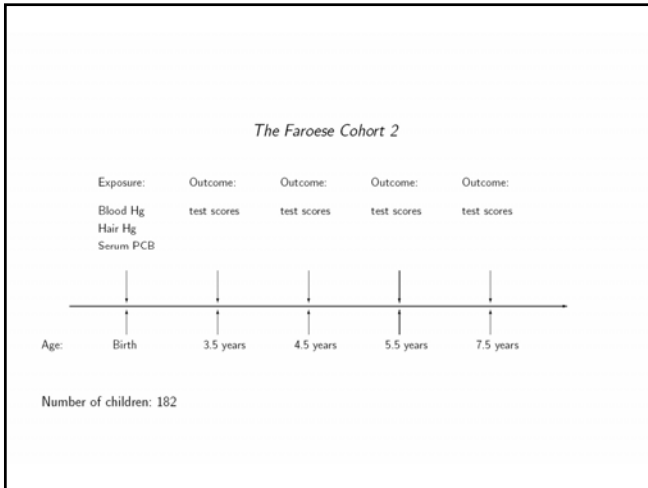 The Faroese Cohort 2
Exposure: Outcome: Outcome: Outcome: Outcome:
Blood Hg test scores test scores test scores test scores
Hair Hg
Serum PCB
Age: Birth 3.5 years 4.5 years 5.5 years 7.5 years
Number of children: 182